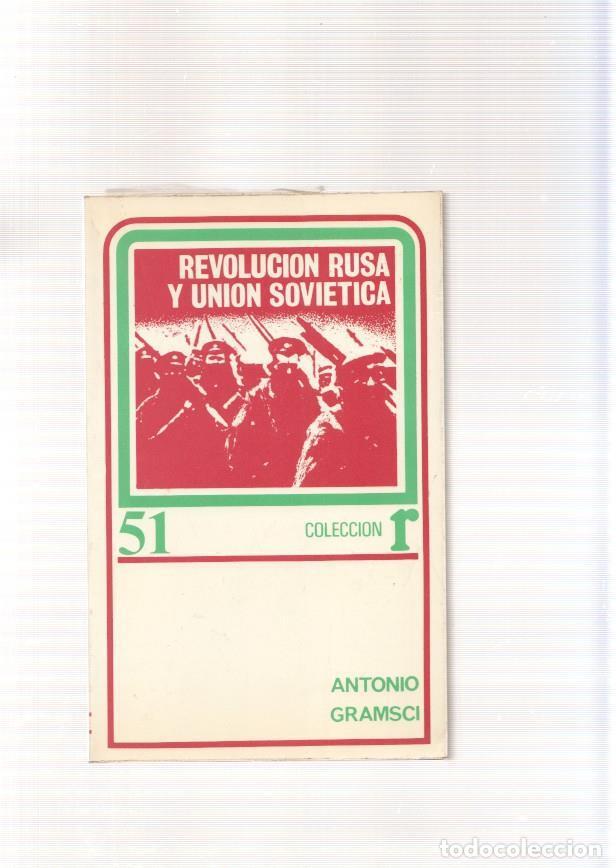 REVOLUCION RUSA
Y UNION SOVIETICA
51
COLECCION r
ANTONIO
GRAMSCI
todocoleccion